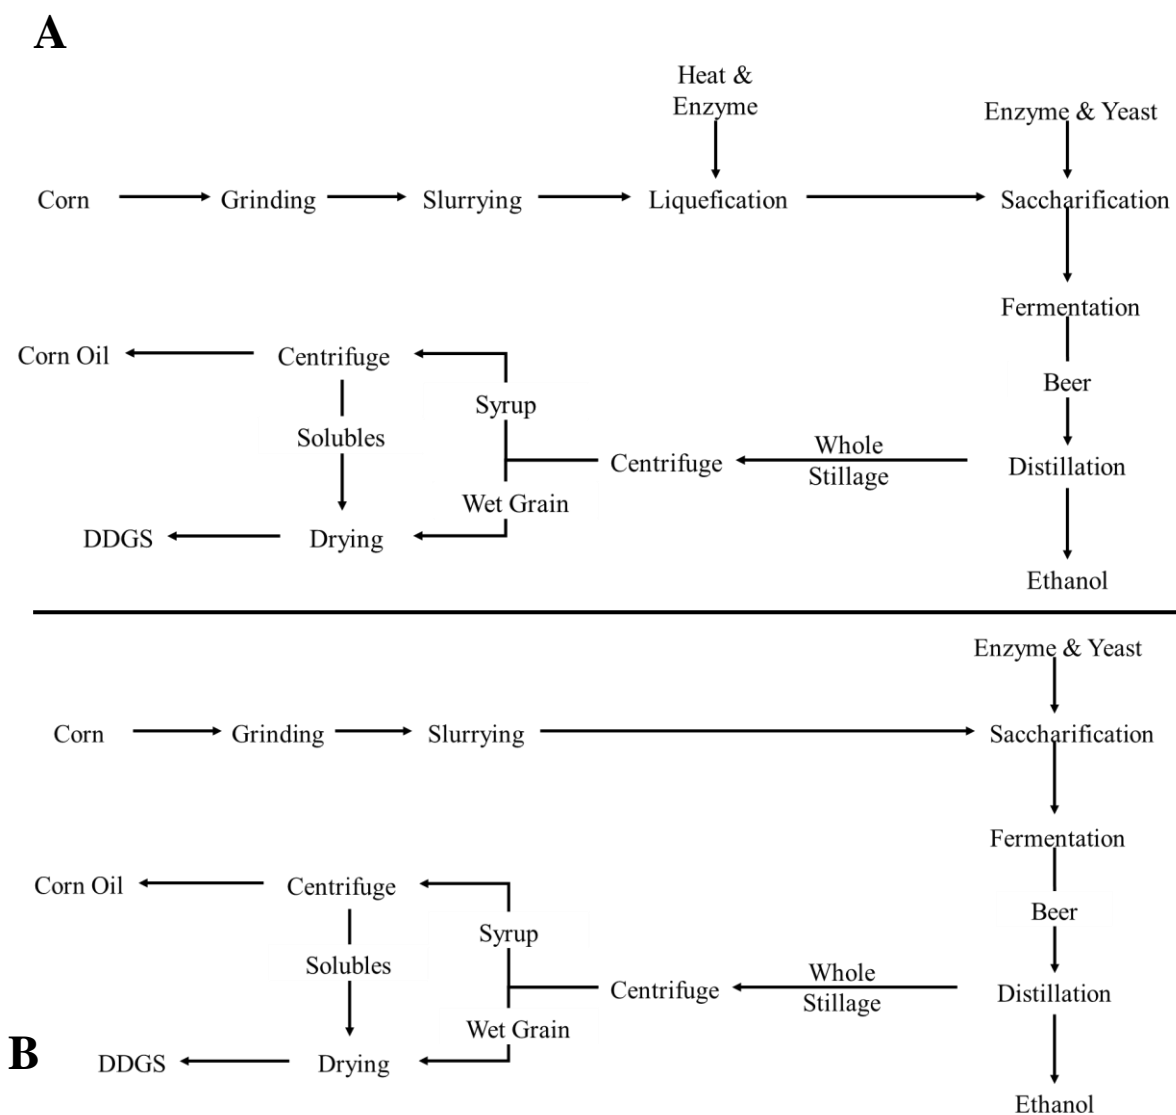 A
Heat &
Enzyme
Enzyme & Yeast
Corn Grinding Slurrying Liquefication Saccharification
Fermentation
Corn Oil Centrifuge
Beer
Syrup
Solubles
Whole
Centrifuge Distillation
Stillage
Wet Grain
DDGS Drying
Ethanol
Enzyme & Yeast
Corn Grinding Slurrying Saccharification
Fermentation
Corn Oil Centrifuge
Beer
Syrup
Solubles
Whole
Centrifuge Distillation
Stillage
Wet Grain
B DDGS Drying
Ethanol